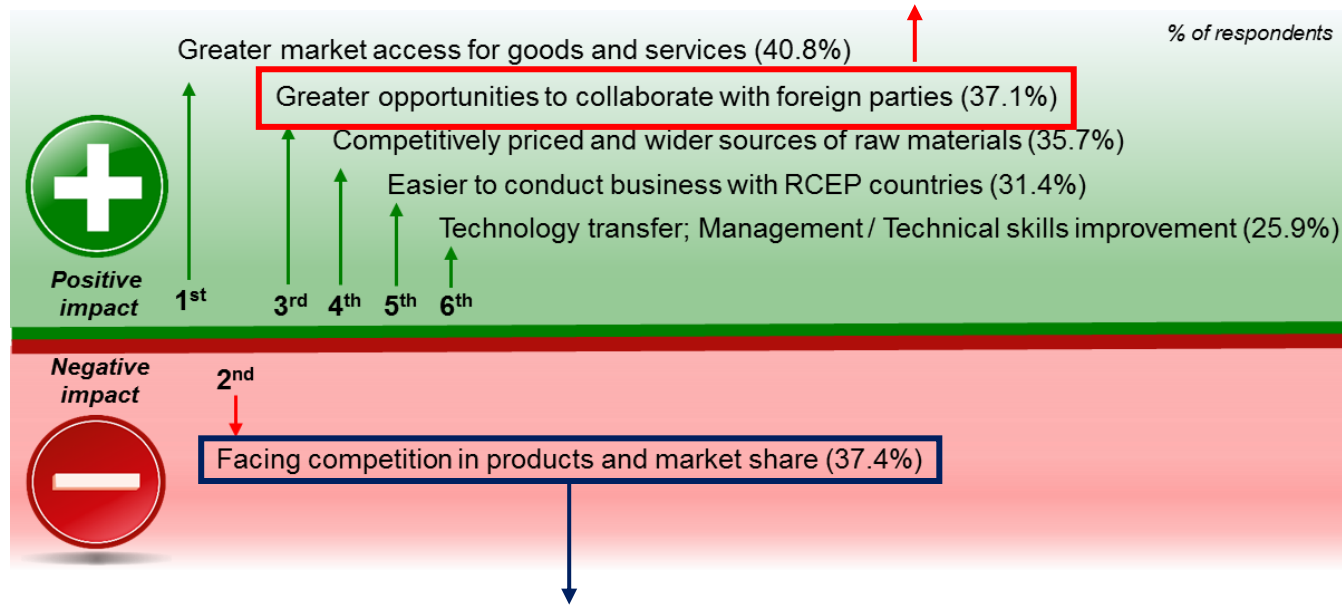 % of respondents
Greater market access for goods and services (40.8%)
Greater opportunities to collaborate with foreign parties (37.1%)
Competitively priced and wider sources of raw materials (35.7%)
Easier to conduct business with RCEP countries (31.4%)
Technology transfer; Management / Technical skills improvement (25.9%)
Positive
impact
1st 3rd 4th 5th 6th
Negative
impact
2nd
Facing competition in products and market share (37.4%)